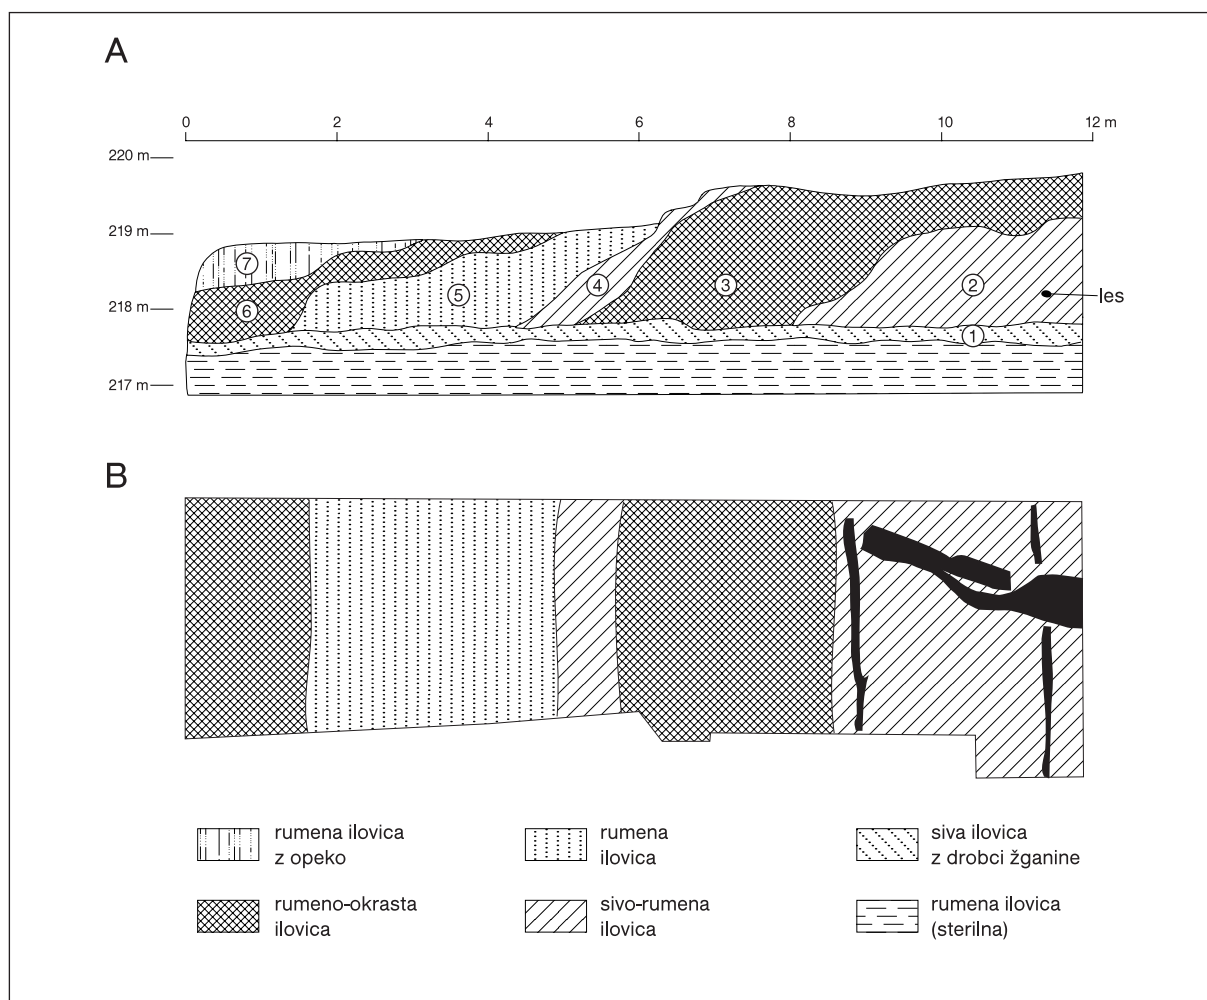 A
0 2 4 6 8 10 12 m
220 m
219 m
218 m
217 m
7
6
5
4
3
2
1
les
B
rumena ilovica
z opeko
rumena
ilovica
siva ilovica
z drobci žganine
rumeno-okrasta
ilovica
sivo-rumena
ilovica
rumena ilovica
(sterilna)